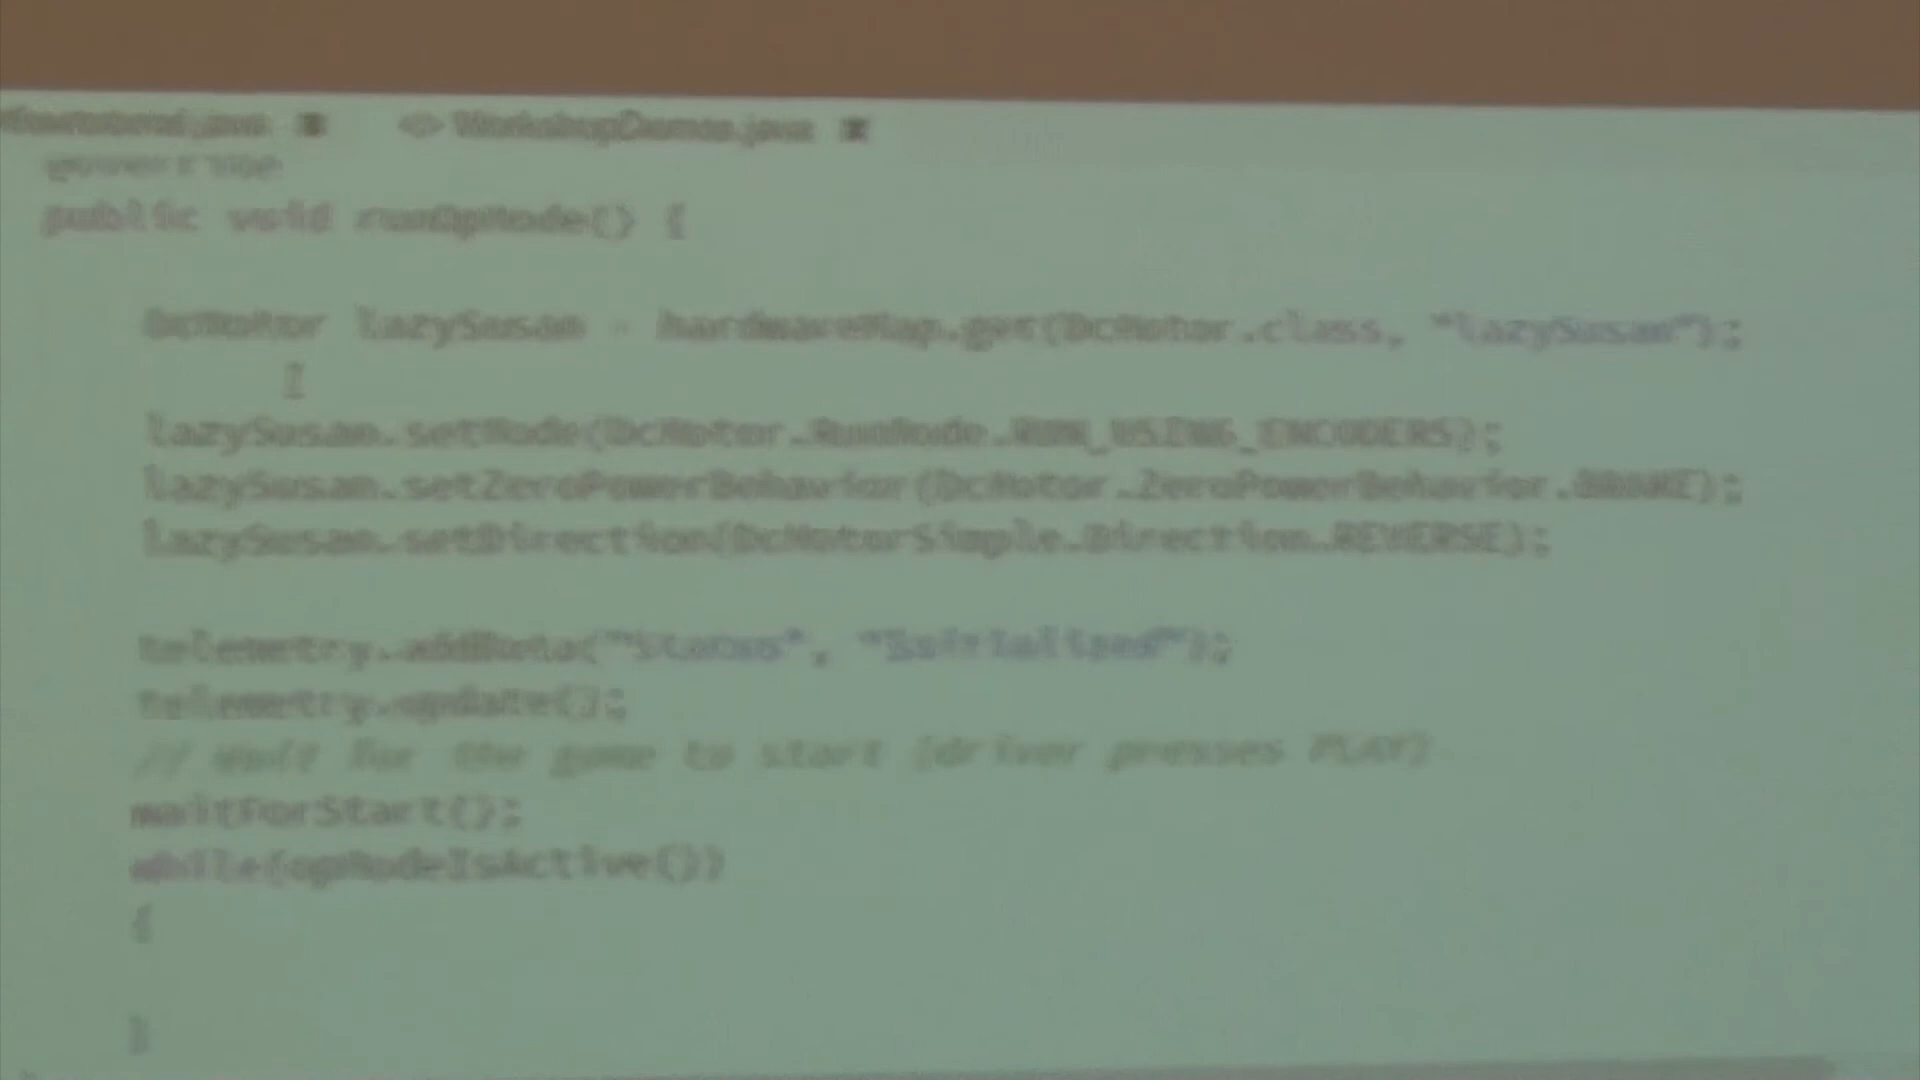 WorkshopDemos.java
public void runOpMode() {
DcMotor lazySusan = hardwareMap.get(DcMotor.class, "lazySusan");
lazySusan.setMode(DcMotor.RunMode.RUN_USING_ENCODERS);
lazySusan.setZeroPowerBehavior(DcMotor.ZeroPowerBehavior.BRAKE);
lazySusan.setDirection(DcMotorSimple.Direction.REVERSE);
telemetry.addData("Status", "Initialized");
telemetry.update();
// Wait for the game to start (driver presses PLAY)
waitForStart();
while(opModeIsActive())
{
}